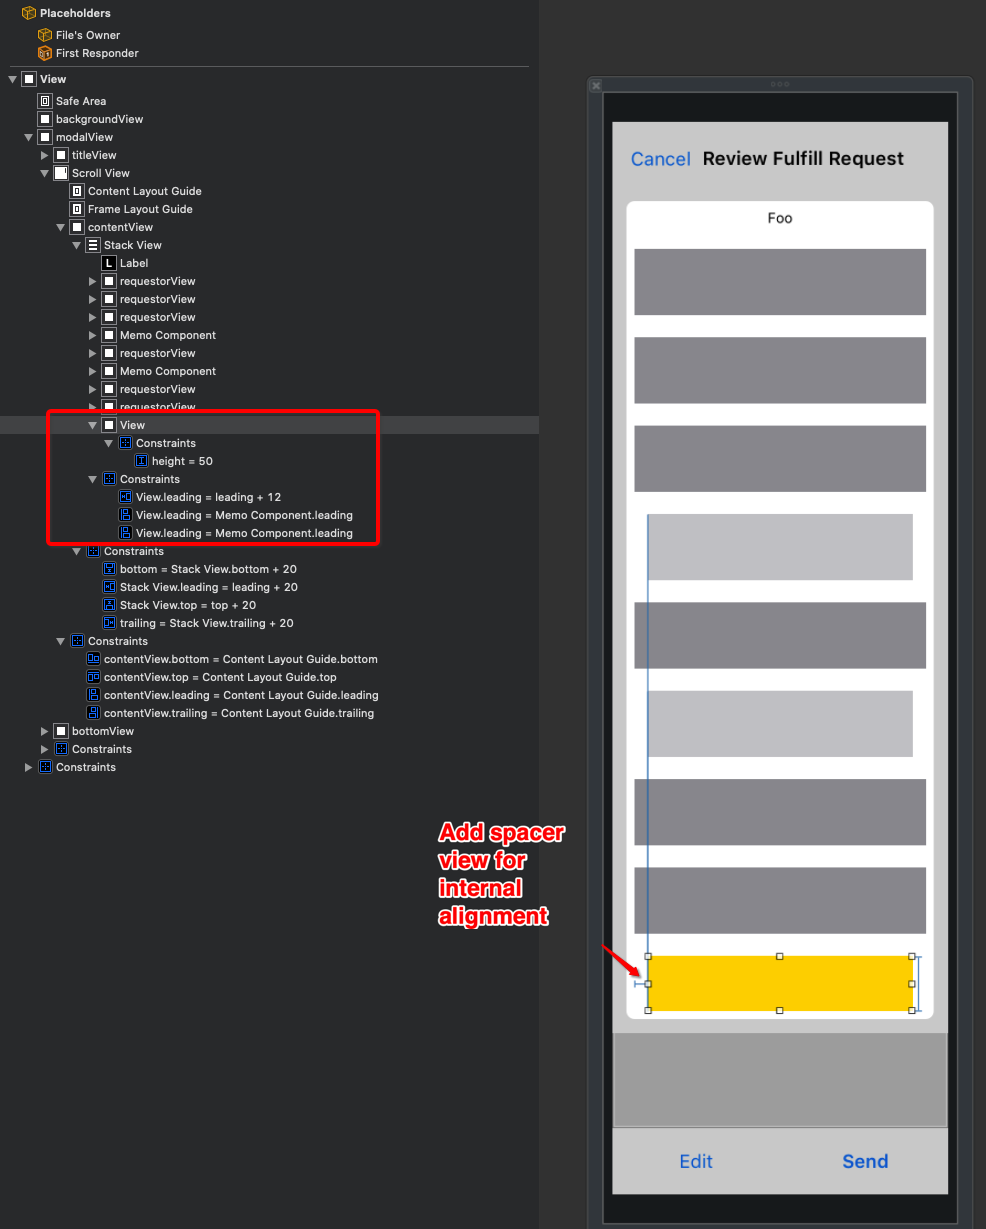 Placeholders
File's Owner
First Responder
View
Safe Area
backgroundView
modalView
titleView
Scroll View
Content Layout Guide
Frame Layout Guide
contentView
Stack View
L Label
requestorView
requestorView
requestorView
Memo Component
requestorView
Memo Component
requestorView
requestorView
View
Constraints
height = 50
Constraints
View.leading = leading + 12
View.leading = Memo Component.leading
View.leading = Memo Component.leading
Constraints
bottom = Stack View.bottom + 20
Stack View.leading = leading + 20
Stack View.top = top + 20
trailing = Stack View.trailing + 20
Constraints
contentView.bottom = Content Layout Guide.bottom
contentView.top = Content Layout Guide.top
contentView.leading = Content Layout Guide.leading
contentView.trailing = Content Layout Guide.trailing
bottomView
Constraints
Constraints
Add spacer
view for
internal
alignment
Cancel Review Fulfill Request
Foo
Edit Send